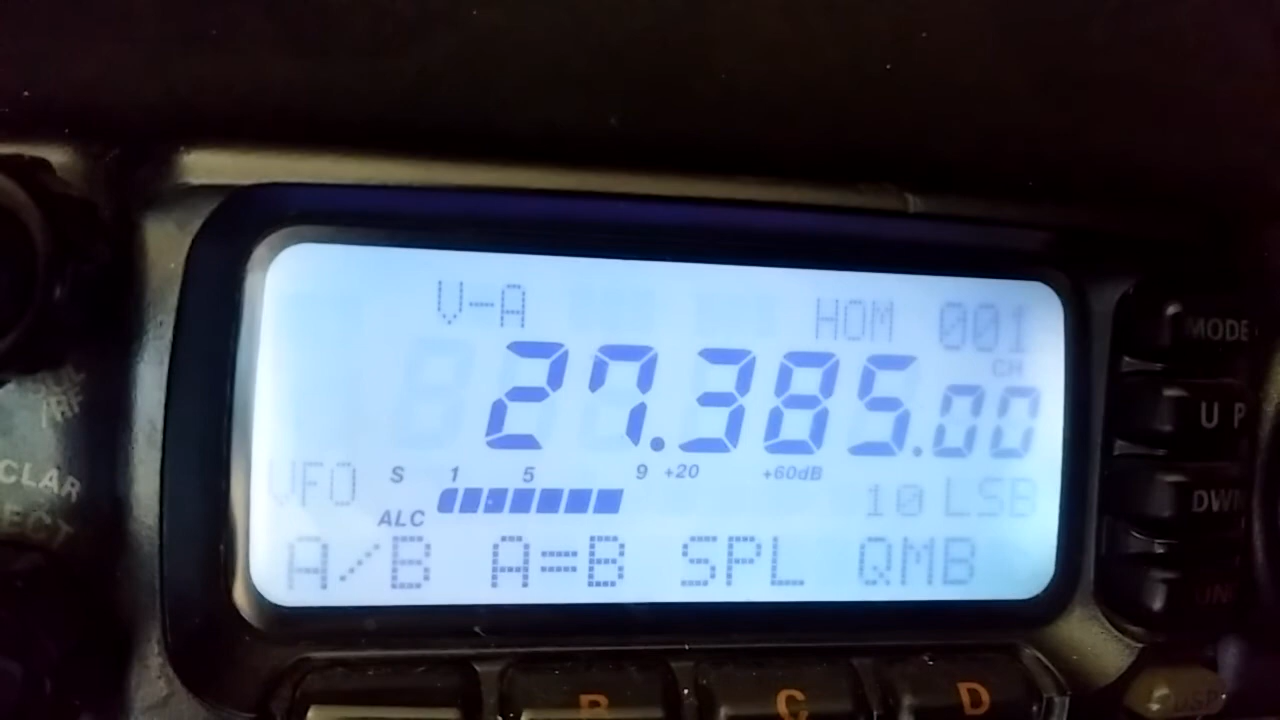 V-A HOM 001
CH
27.385.00
S 1 5 9 +20 +60dB
VFO 10 LSB
ALC
A/B A=B SPL QMB
MODE
UP
DWN
CLAR
B C D